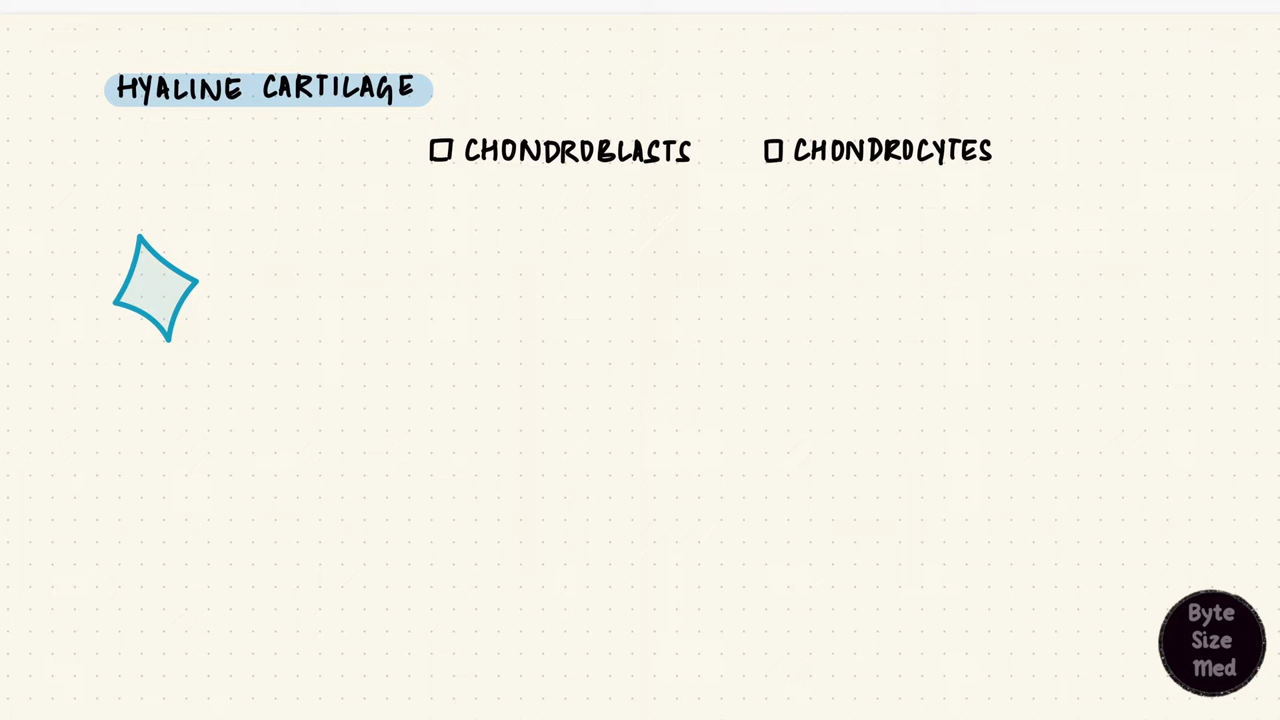 HYALINE CARTILAGE
CHONDROBLASTS CHONDROCYTES
Byte
Size
Med